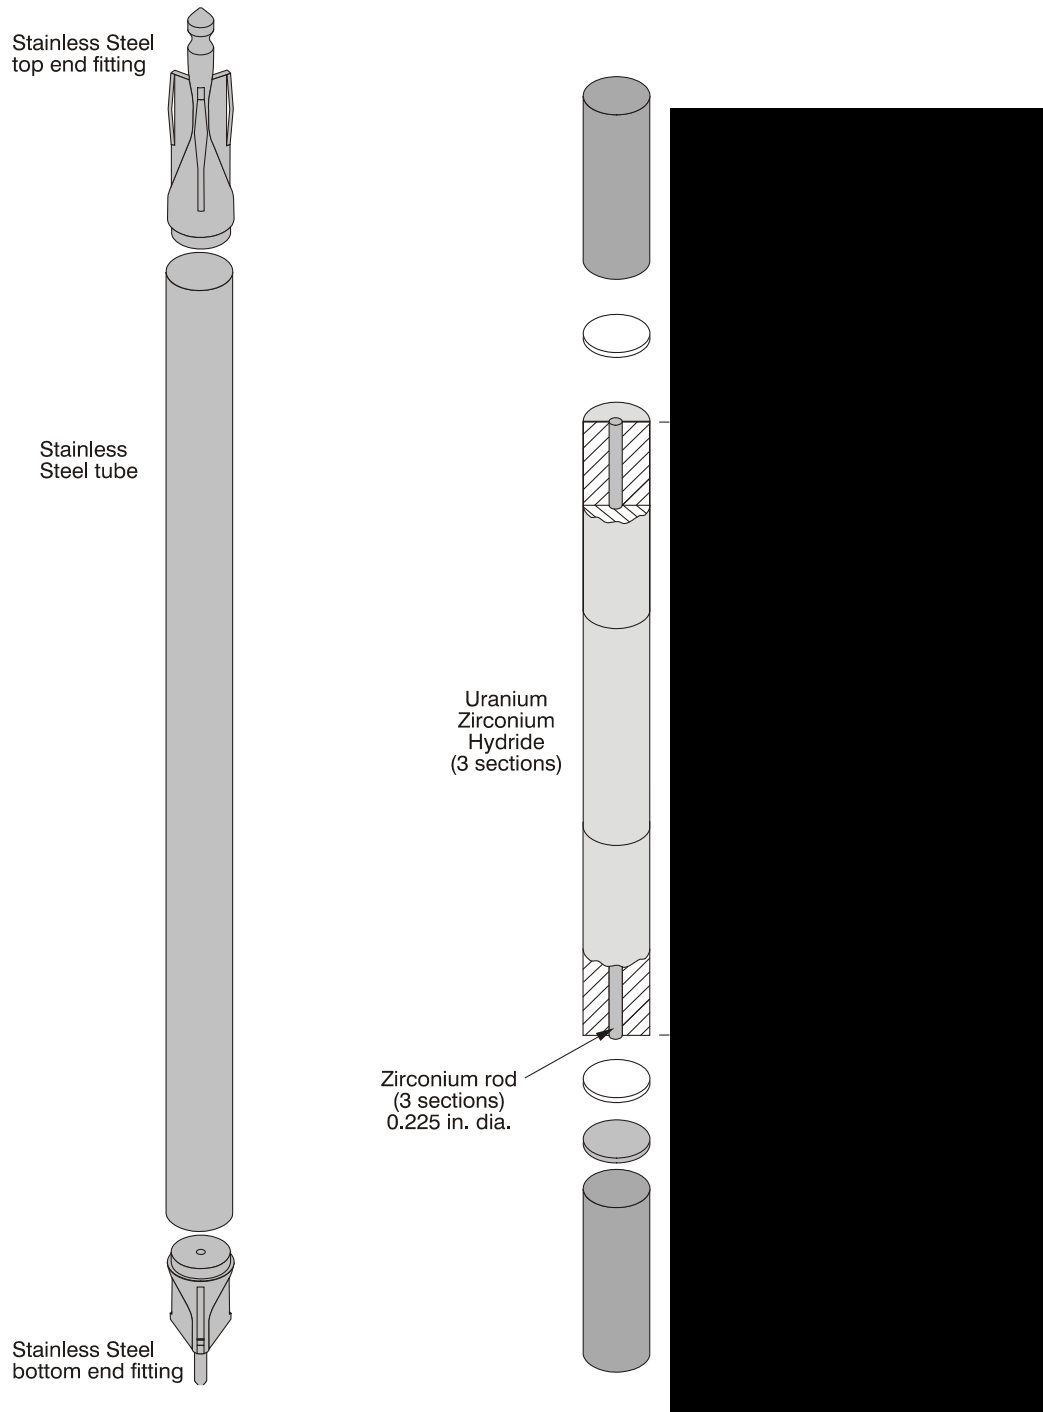 Stainless Steel
top end fitting
Stainless
Steel tube
Uranium
Zirconium
Hydride
(3 sections)
Zirconium rod
(3 sections)
0.225 in. dia.
Stainless Steel
bottom end fitting